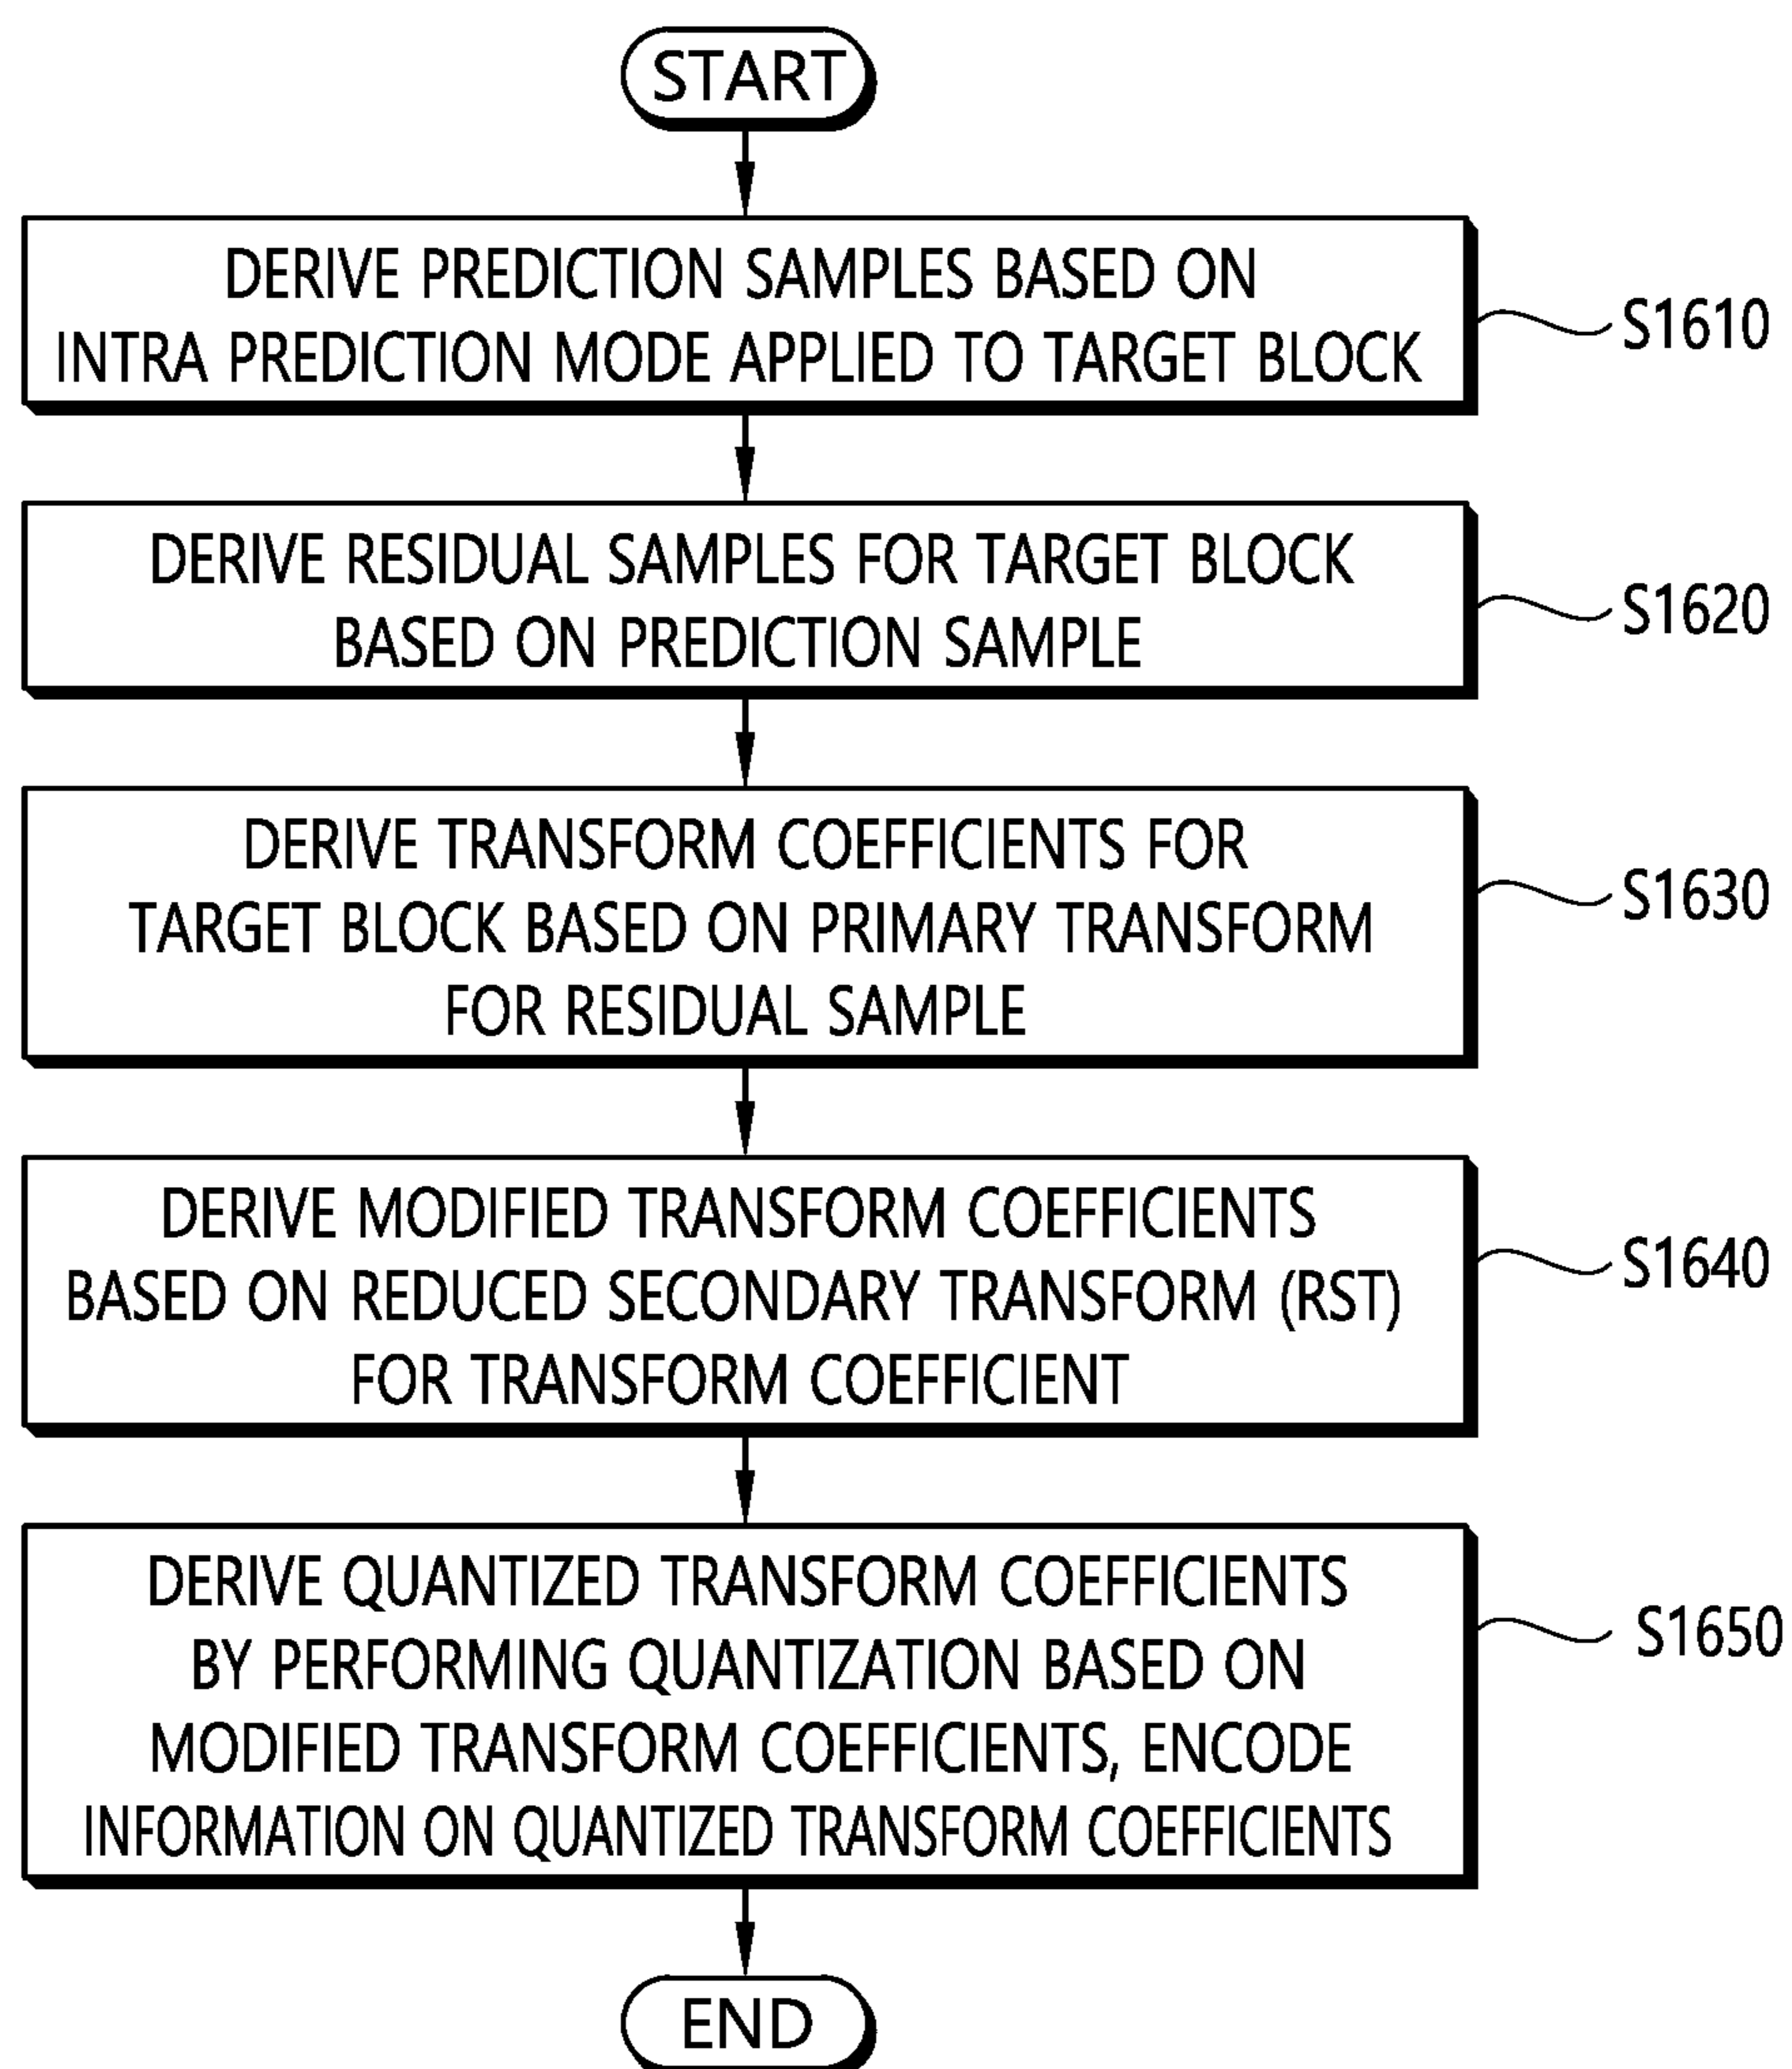 START
DERIVE PREDICTION SAMPLES BASED ON
INTRA PREDICTION MODE APPLIED TO TARGET BLOCK
S1610
DERIVE RESIDUAL SAMPLES FOR TARGET BLOCK
BASED ON PREDICTION SAMPLE
S1620
DERIVE TRANSFORM COEFFICIENTS FOR
TARGET BLOCK BASED ON PRIMARY TRANSFORM
FOR RESIDUAL SAMPLE
S1630
DERIVE MODIFIED TRANSFORM COEFFICIENTS
BASED ON REDUCED SECONDARY TRANSFORM (RST)
FOR TRANSFORM COEFFICIENT
S1640
DERIVE QUANTIZED TRANSFORM COEFFICIENTS
BY PERFORMING QUANTIZATION BASED ON
MODIFIED TRANSFORM COEFFICIENTS, ENCODE
INFORMATION ON QUANTIZED TRANSFORM COEFFICIENTS
S1650
END